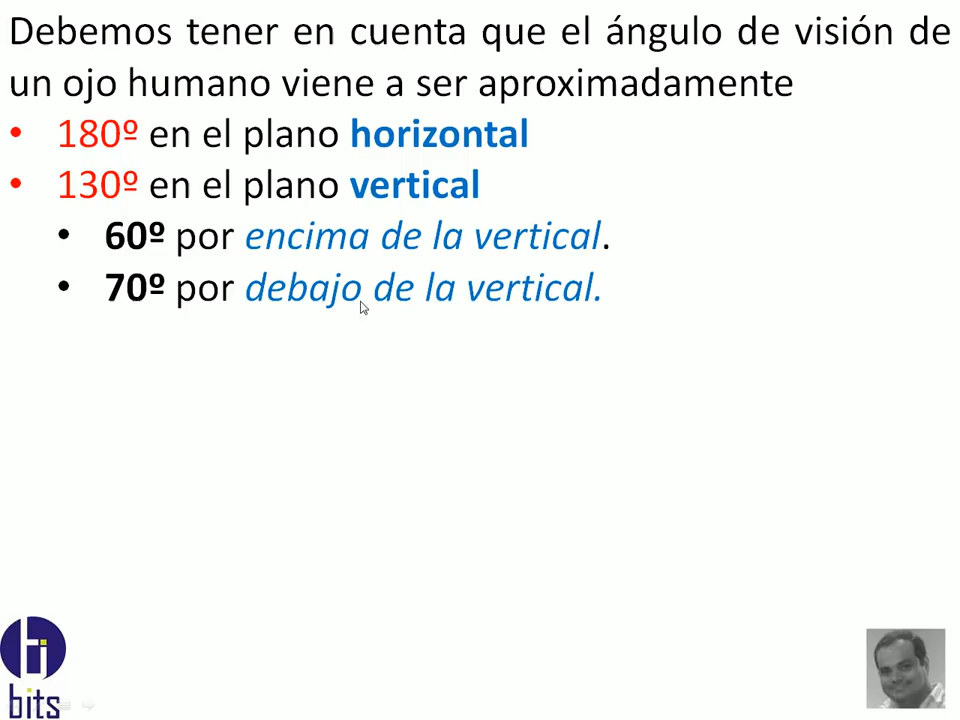 Debemos tener en cuenta que el ángulo de visión de
un ojo humano viene a ser aproximadamente
• 180º en el plano horizontal
• 130º en el plano vertical
• 60º por encima de la vertical.
• 70º por debajo de la vertical.
hi
bits